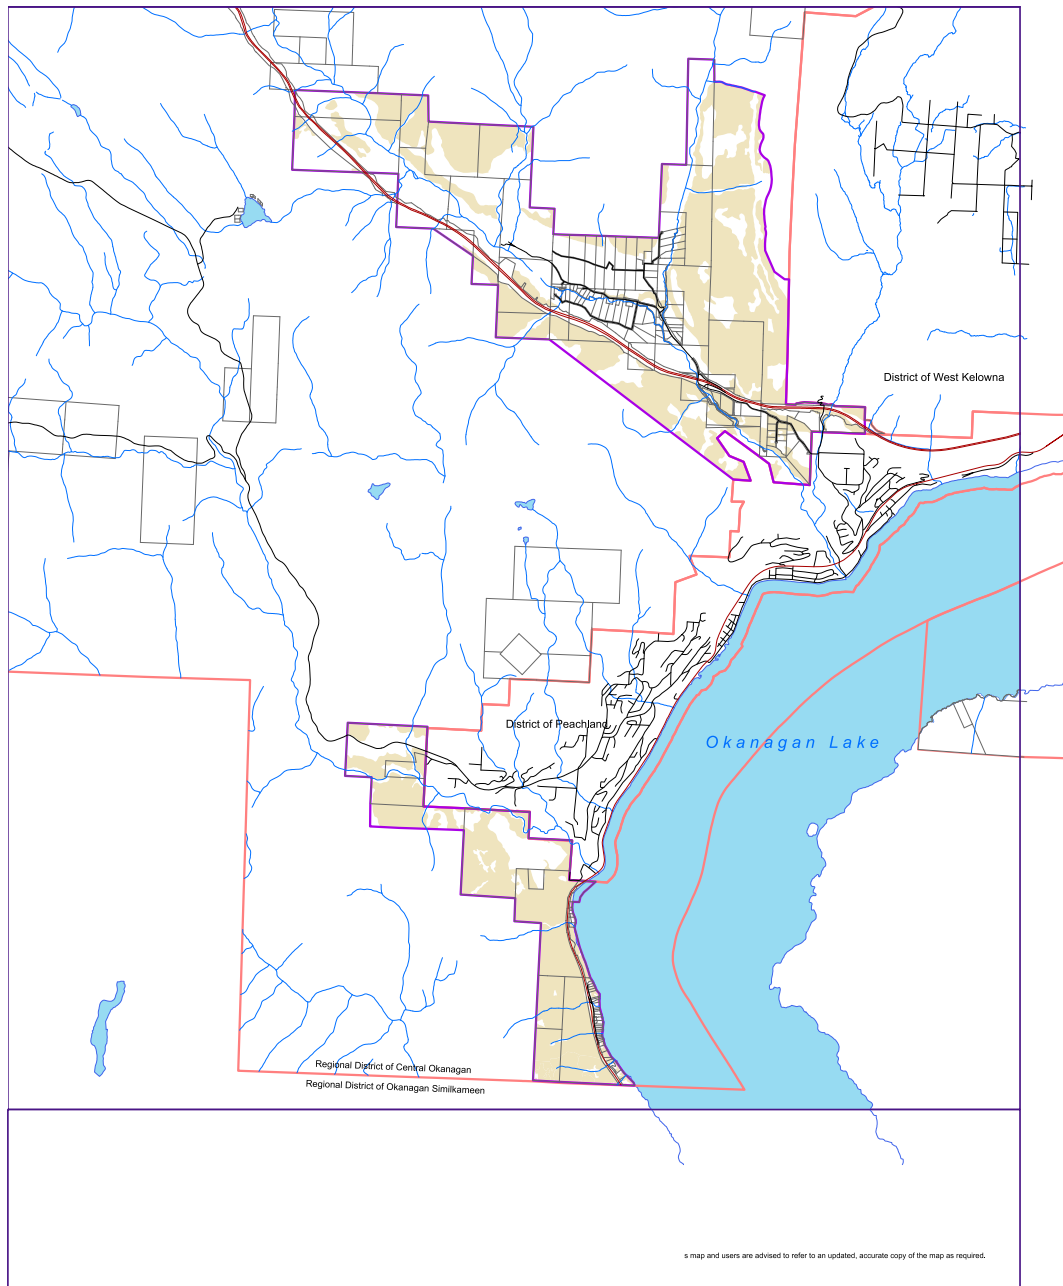 District of West Kelowna
District of Peachland
Okanagan Lake
Regional District of Central Okanagan
Regional District of Okanagan Similkameen
s map and users are advised to refer to an updated, accurate copy of the map as required.